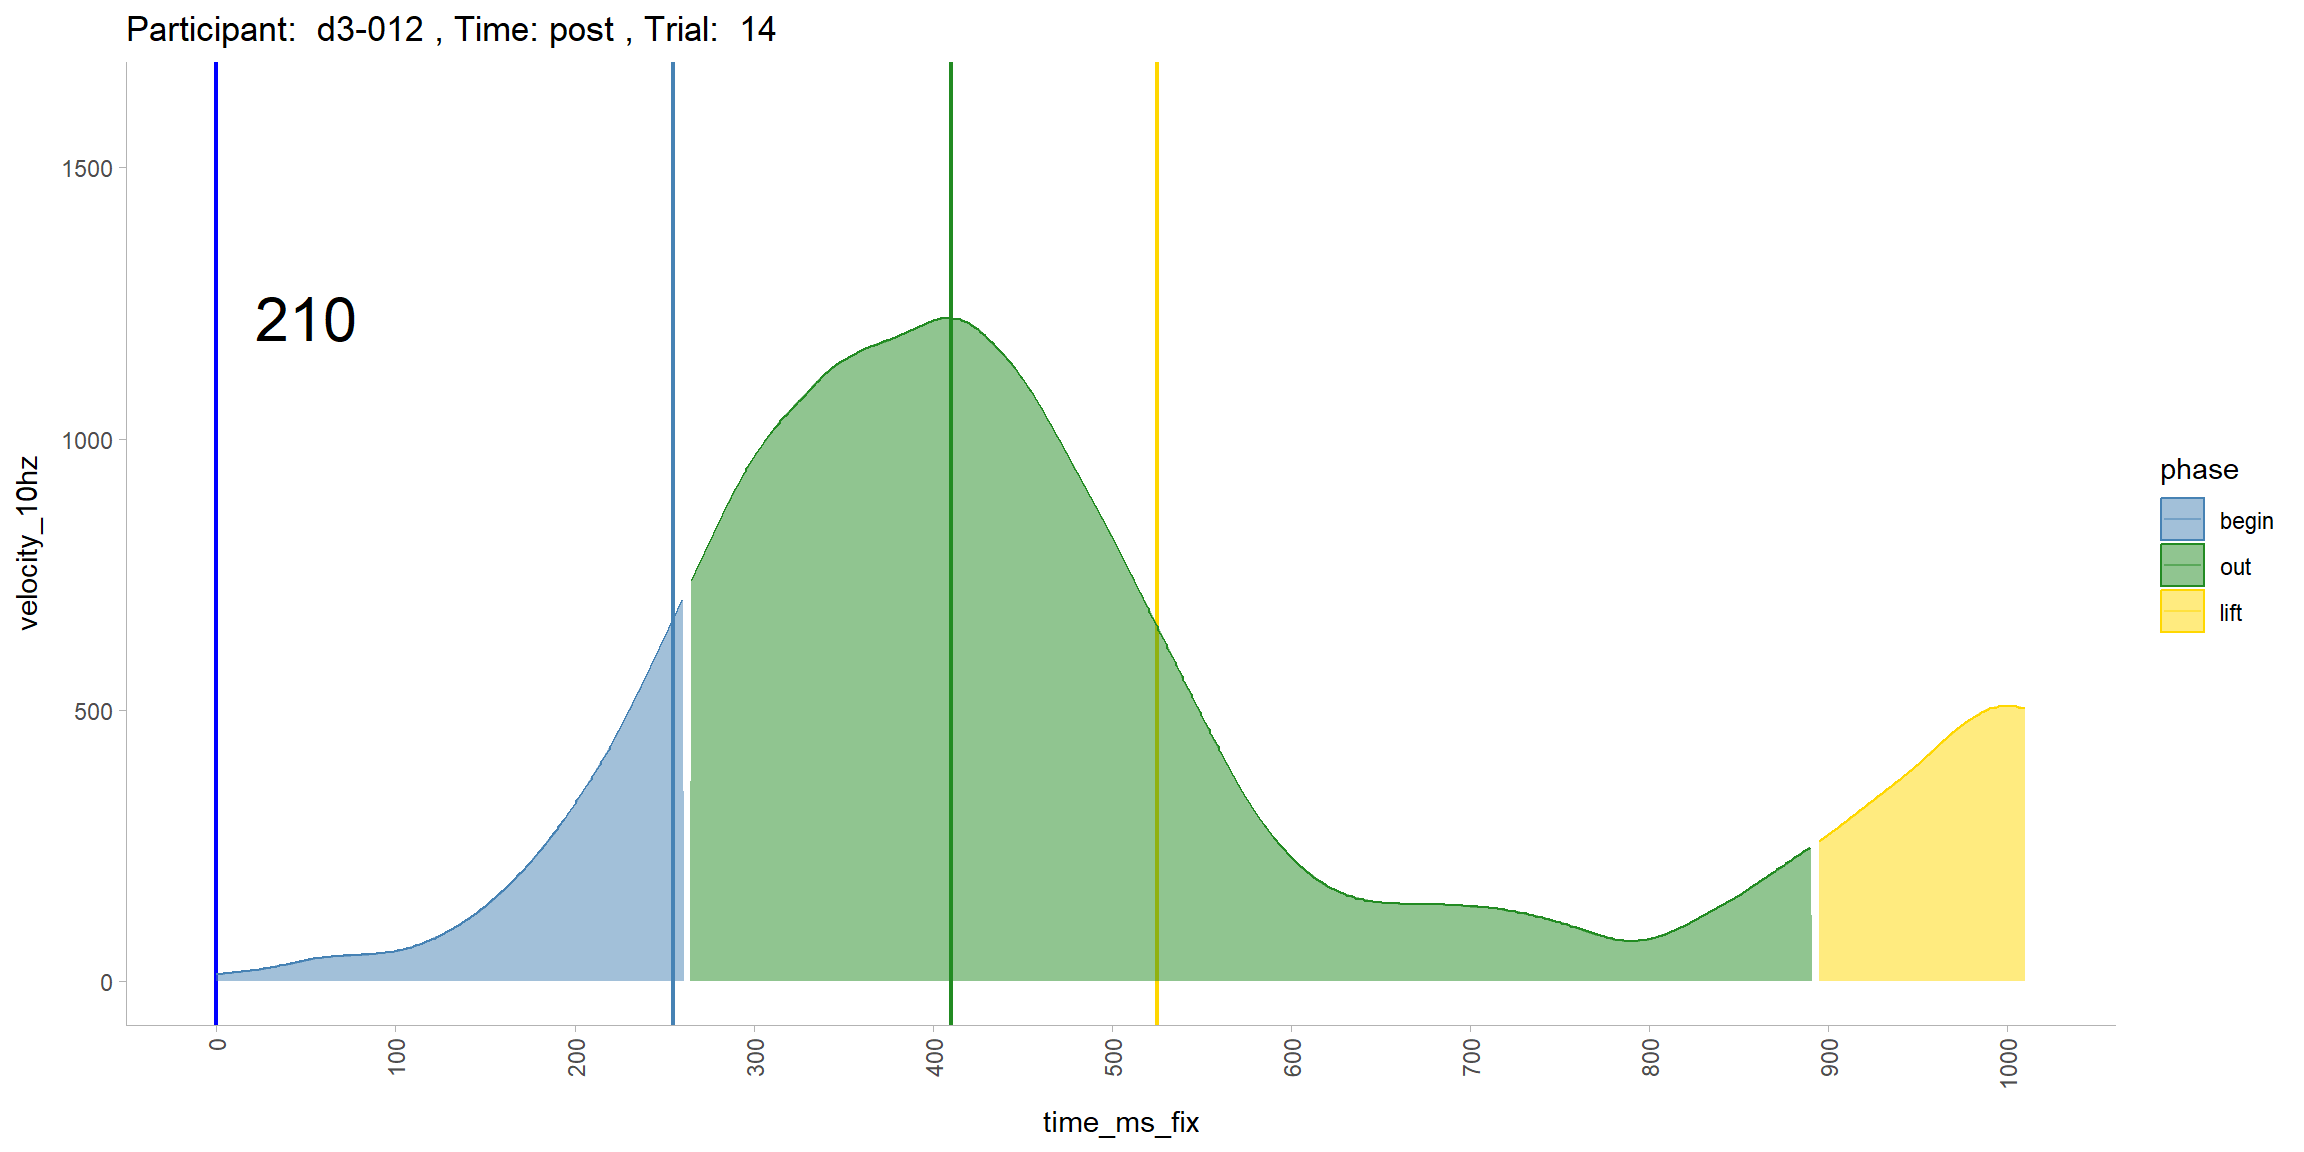 Participant:  d3-012 , Time: post , Trial:  14
1500
1000
500
0
velocity_10hz
210
0
100
200
300
400
500
600
700
800
900
1000
time_ms_fix
phase
begin
out
lift